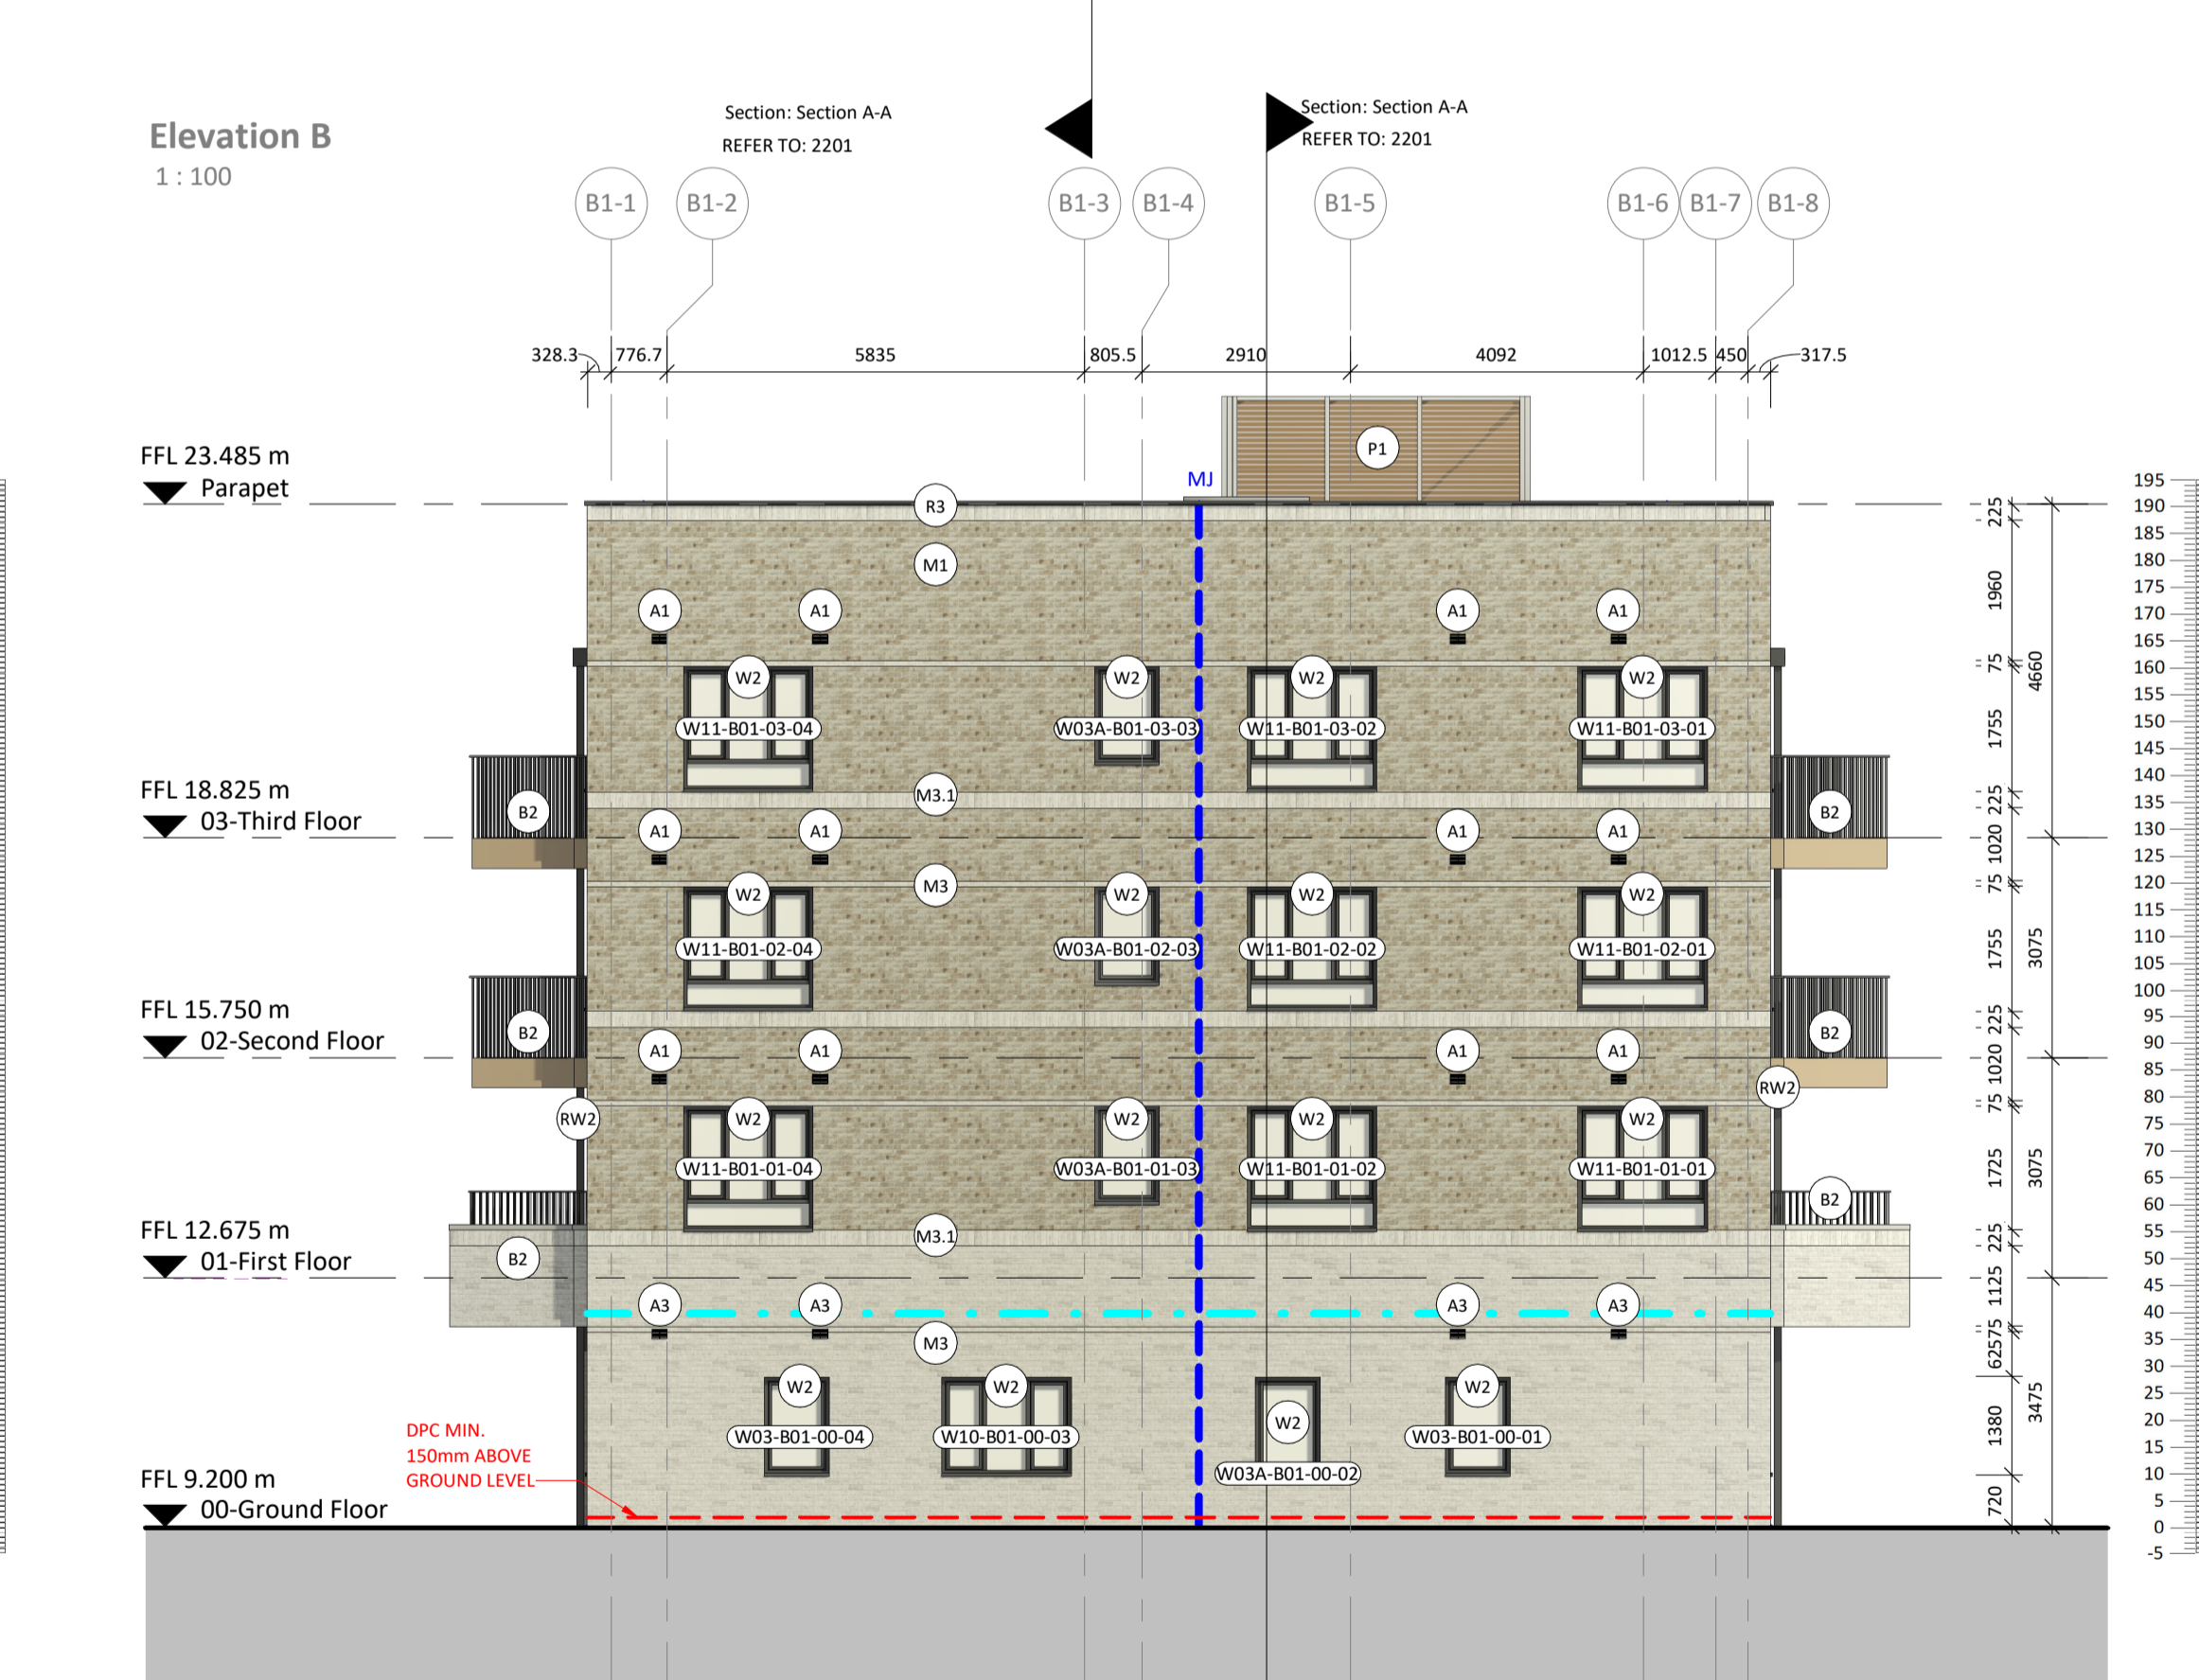 Elevation B
1 : 100
Section: Section A-A
REFER TO: 2201
Section: Section A-A
REFER TO: 2201
B1-1 B1-2 B1-3 B1-4 B1-5 B1-6 B1-7 B1-8
328.3 776.7 5835 805.5 2910 4092 1012.5 450 317.5
P1
MJ
FFL 23.485 m
Parapet
R3
M1
A1 A1 A1 A1
W2 W2 W2 W2
W11-B01-03-04 W03A-B01-03-03 W11-B01-03-02 W11-B01-03-01
FFL 18.825 m
03-Third Floor
B2 M3.1 B2
A1 A1 A1 A1
M3
W2 W2 W2 W2
W11-B01-02-04 W03A-B01-02-03 W11-B01-02-02 W11-B01-02-01
FFL 15.750 m
02-Second Floor
B2 B2
A1 A1 A1 A1
RW2 RW2
W2 W2 W2 W2
W11-B01-01-04 W03A-B01-01-03 W11-B01-01-02 W11-B01-01-01
B2
FFL 12.675 m
01-First Floor
B2 M3.1
A3 A3 A3 A3
M3
W2 W2 W2 W2
W03-B01-00-04 W10-B01-00-03 W03A-B01-00-02 W03-B01-00-01
DPC MIN.
150mm ABOVE
GROUND LEVEL
FFL 9.200 m
00-Ground Floor
225
1960
75
1755
225
1020
75
1755
225
1020
75
1725
225
1125
75
625
1380
720
4660
3075
3075
3475
195
190
185
180
175
170
165
160
155
150
145
140
135
130
125
120
115
110
105
100
95
90
85
80
75
70
65
60
55
50
45
40
35
30
25
20
15
10
5
0
-5